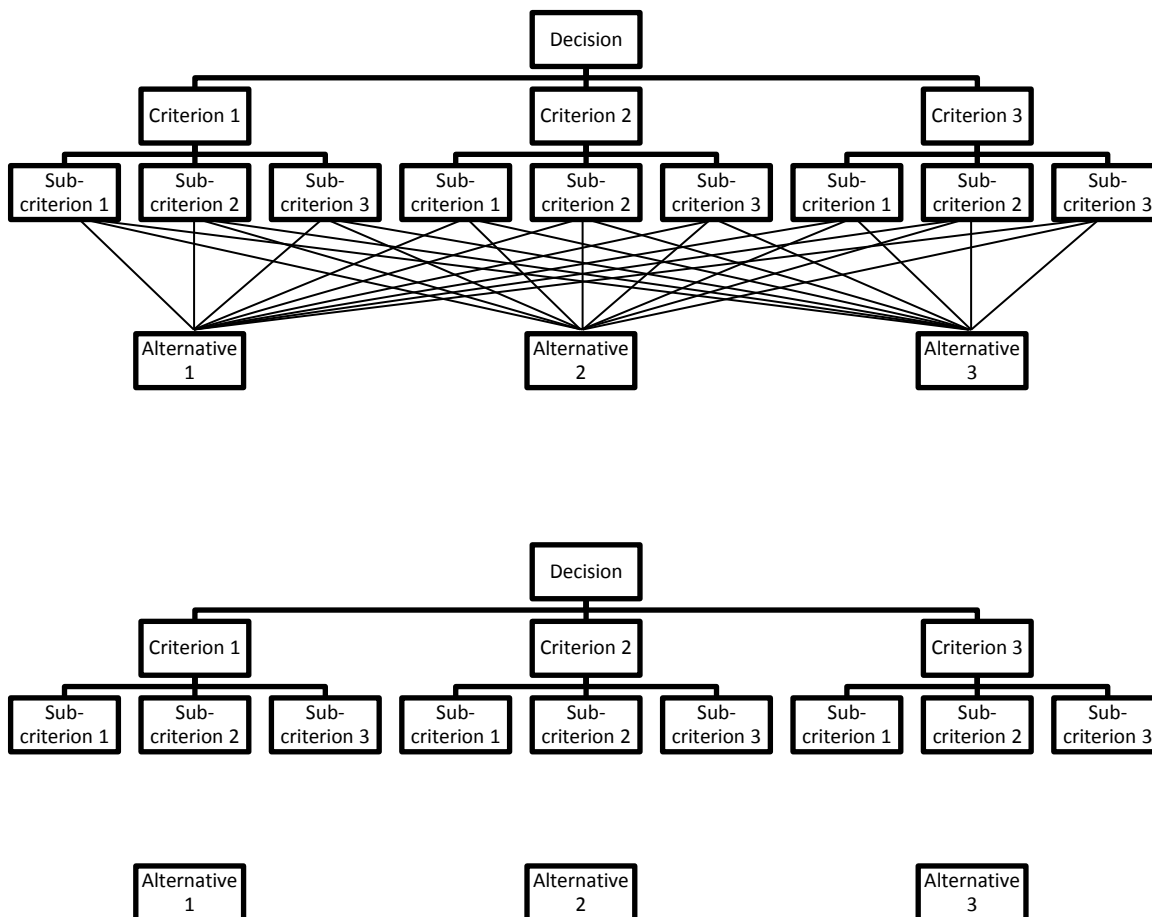 Decision
Criterion 1
Criterion 2
Criterion 3
Sub-
criterion 1
Sub-
criterion 2
Sub-
criterion 3
Sub-
criterion 1
Sub-
criterion 2
Sub-
criterion 3
Sub-
criterion 1
Sub-
criterion 2
Sub-
criterion 3
Alternative
1
Alternative
2
Alternative
3
Decision
Criterion 1
Criterion 2
Criterion 3
Sub-
criterion 1
Sub-
criterion 2
Sub-
criterion 3
Sub-
criterion 1
Sub-
criterion 2
Sub-
criterion 3
Sub-
criterion 1
Sub-
criterion 2
Sub-
criterion 3
Alternative
1
Alternative
2
Alternative
3